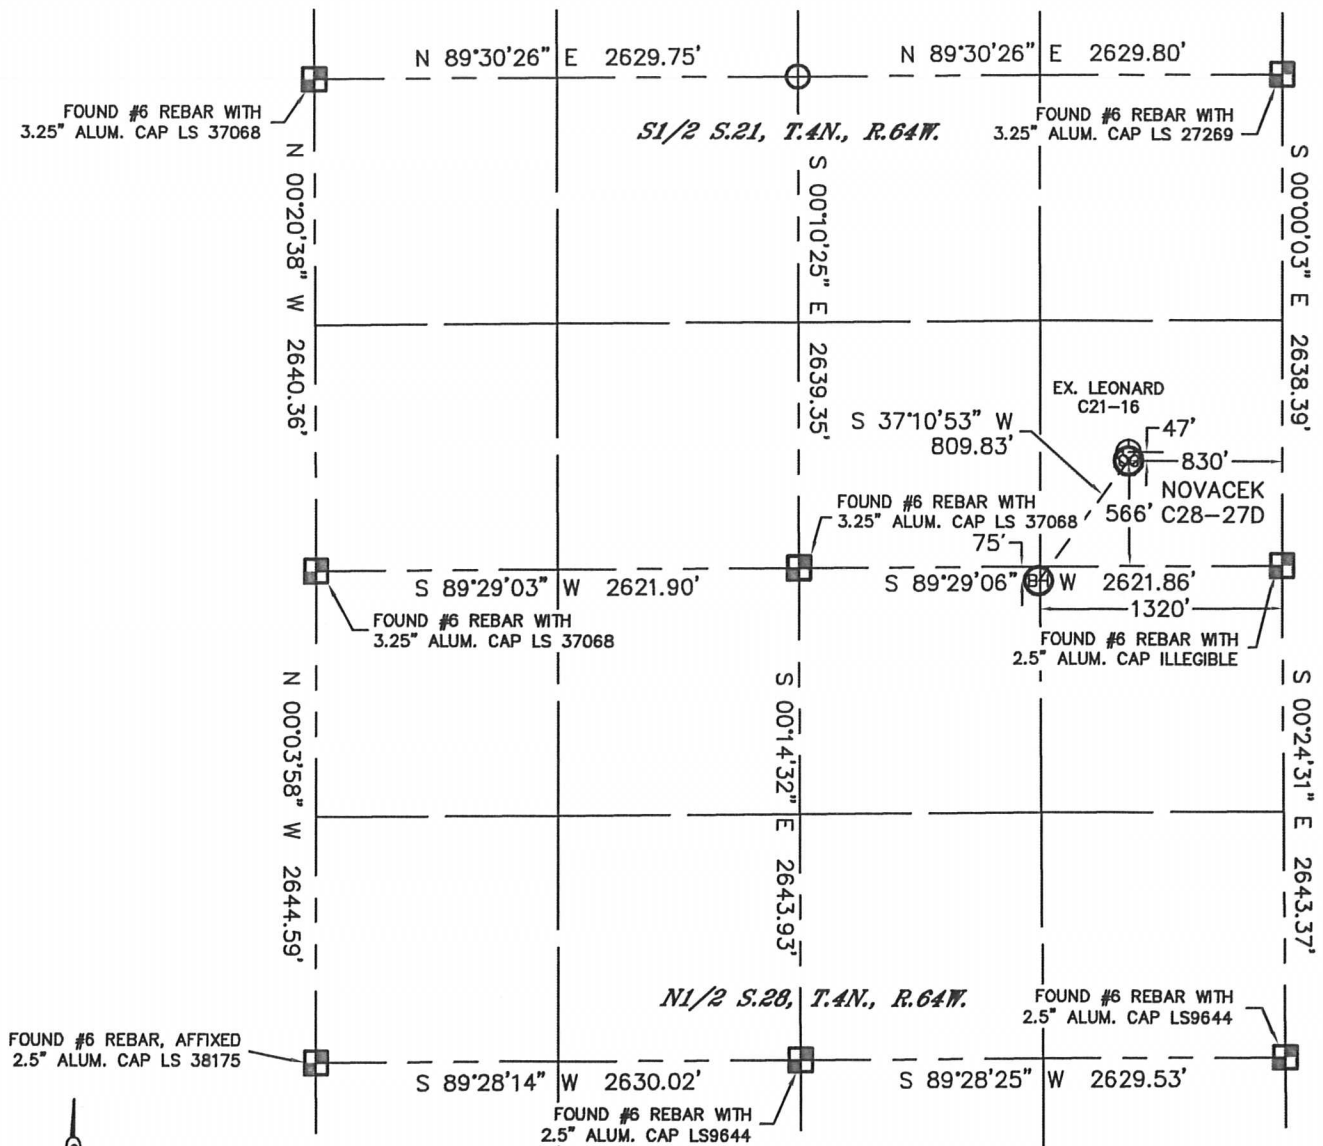 N 89°30'26" E 2629.75'
N 89°30'26" E 2629.80'
FOUND #6 REBAR WITH
3.25" ALUM. CAP LS 37068
S1/2 S.21, T.4N., R.64W.
FOUND #6 REBAR WITH
3.25" ALUM. CAP LS 27269
N 00°20'38" W 2640.36'
S 00°10'25" E 2639.35'
S 00°00'03" E 2638.39'
EX. LEONARD
C21-16
S 37°10'53" W
809.83'
47'
830'
NOVACEK
C28-27D
566'
FOUND #6 REBAR WITH
3.25" ALUM. CAP LS 37068
75'
S 89°29'03" W 2621.90'
S 89°29'06" W 2621.86'
BH
1320'
FOUND #6 REBAR WITH
3.25" ALUM. CAP LS 37068
FOUND #6 REBAR WITH
2.5" ALUM. CAP ILLEGIBLE
N 00°03'58" W 2644.59'
S 00°14'32" E 2643.93'
S 00°24'31" E 2643.37'
N1/2 S.28, T.4N., R.64W.
FOUND #6 REBAR WITH
2.5" ALUM. CAP LS9644
FOUND #6 REBAR, AFFIXED
2.5" ALUM. CAP LS 38175
S 89°28'14" W 2630.02'
S 89°28'25" W 2629.53'
FOUND #6 REBAR WITH
2.5" ALUM. CAP LS9644